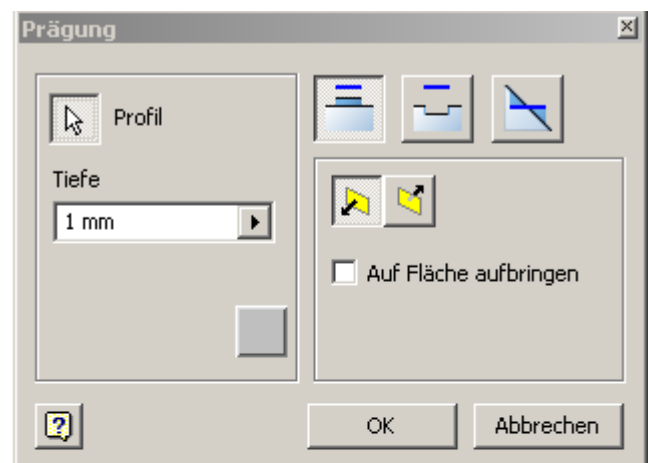 Prägung
Profil
Tiefe
1 mm
Auf Fläche aufbringen
OK
Abbrechen